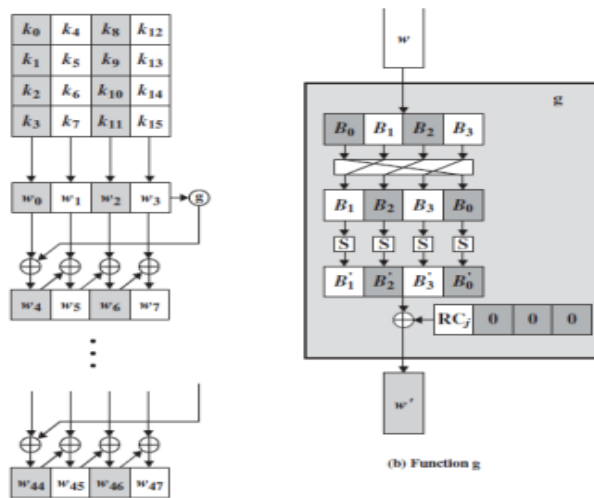 k0 k4 k8 k12
k1 k5 k9 k13
k2 k6 k10 k14
k3 k7 k11 k15
w0 w1 w2 w3 g
w4 w5 w6 w7
w44 w45 w46 w47
w
g
B0 B1 B2 B3
B1 B2 B3 B0
S S S S
B′1 B′2 B′3 B′0
RCj 0 0 0
w′
(b) Function g